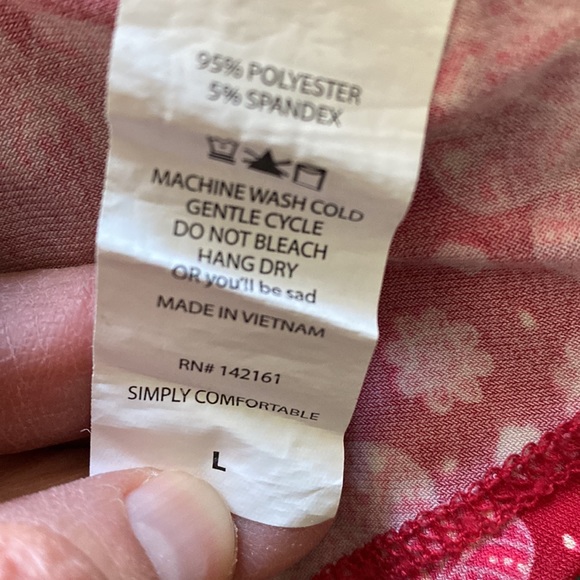 95% POLYESTER
5% SPANDEX
MACHINE WASH COLD
GENTLE CYCLE
DO NOT BLEACH
HANG DRY
OR you'll be sad
MADE IN VIETNAM
RN# 142161
SIMPLY COMFORTABLE
L